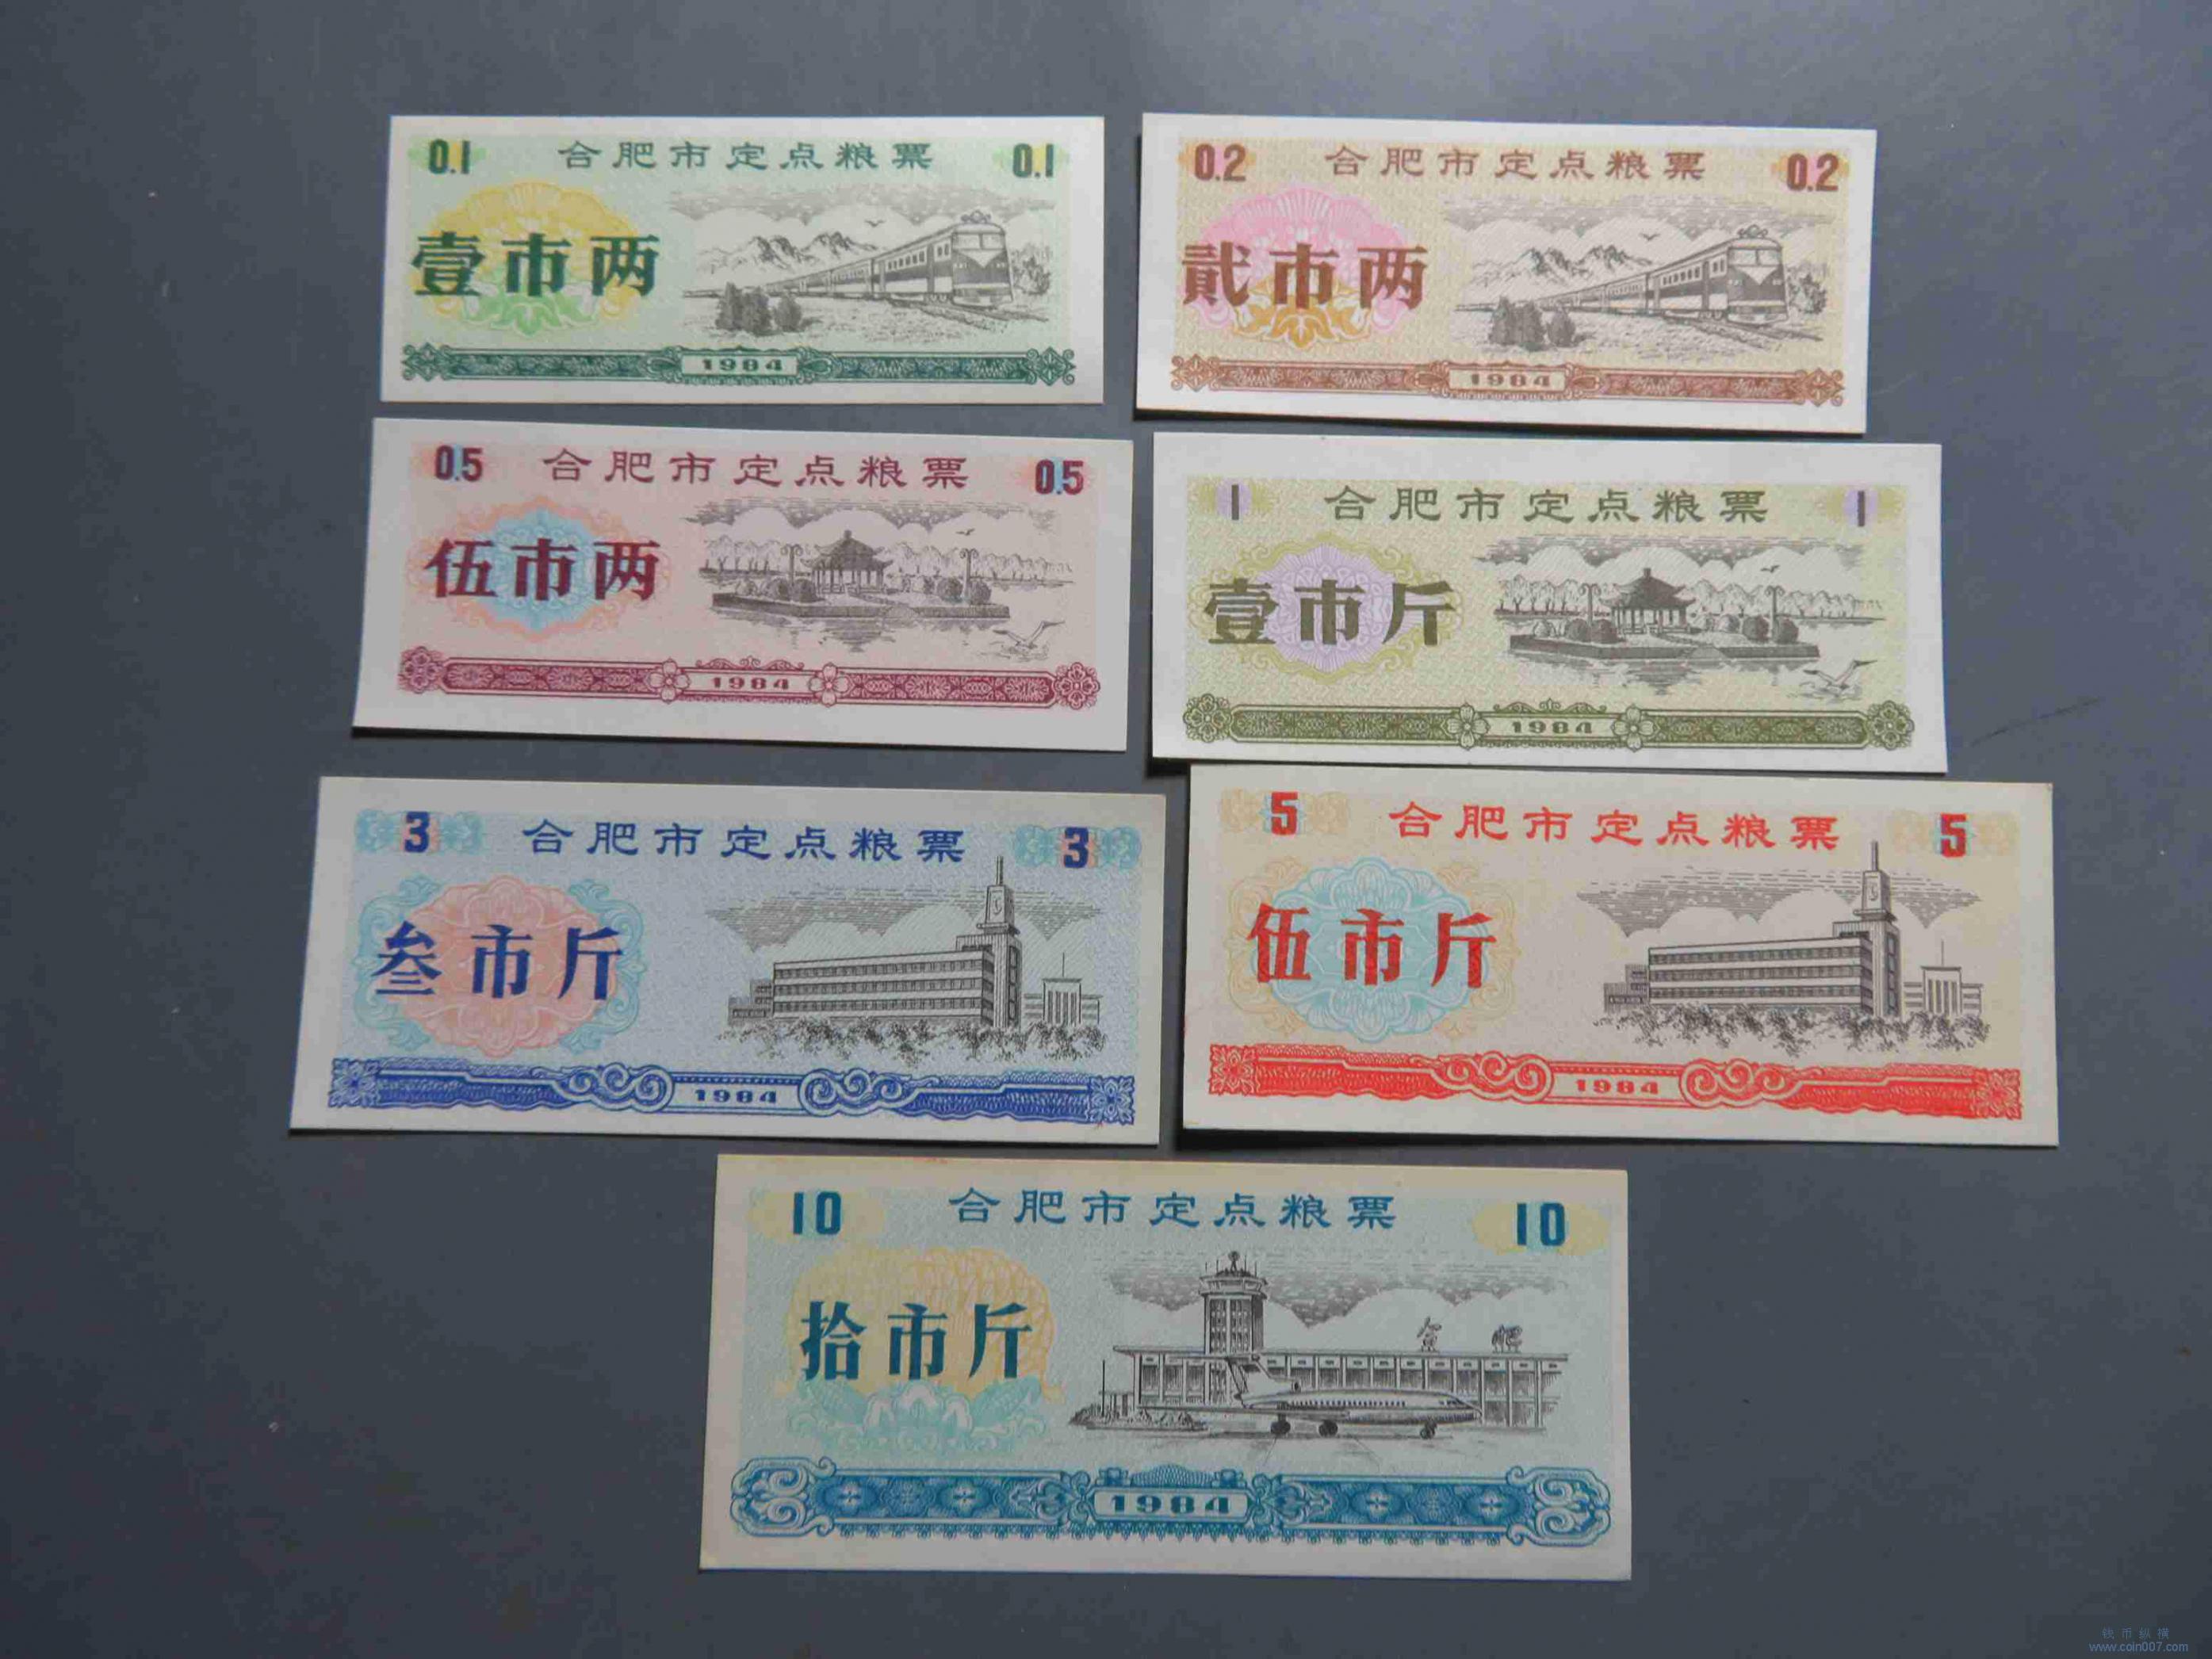 0.1 合肥市定点粮票 0.1
壹市两
1984
0.2 合肥市定点粮票 0.2
貳市两
1984
0.5 合肥市定点粮票 0.5
伍市两
1984
1 合肥市定点粮票 1
壹市斤
1984
3 合肥市定点粮票 3
叁市斤
1984
5 合肥市定点粮票 5
伍市斤
1984
10 合肥市定点粮票 10
合肥
拾市斤
1984
钱币纵横
www.coin007.com